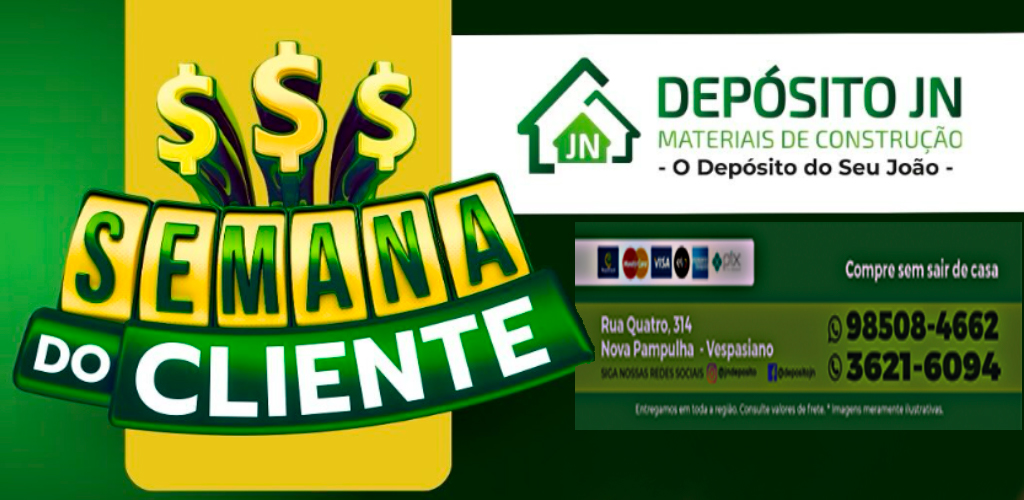 $ $ $
SEMANA
DO CLIENTE
JN
DEPÓSITO JN
MATERIAIS DE CONSTRUÇÃO
- O Depósito do Seu João -
VISA
pix
Compre sem sair de casa
Rua Quatro, 314
Nova Pampulha - Vespasiano
98508-4662
3621-6094
SIGA NOSSAS REDES SOCIAIS @jndeposito @depositojn
Entregamos em toda a região. Consulte valores de frete. * Imagens meramente ilustrativas.